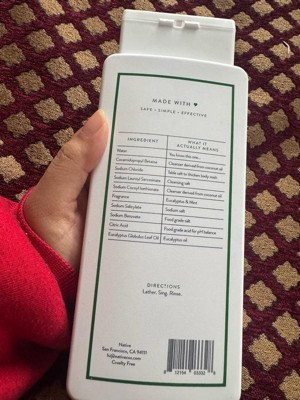 MADE WITH ♥
SAFE • SIMPLE • EFFECTIVE
INGREDIENT WHAT IT ACTUALLY MEANS
Water You know this one...
Cocamidopropyl Betaine Cleanser derived from coconut oil
Sodium Chloride Table salt to thicken body wash
Sodium Lauroyl Sarcosinate Cleaning salt
Sodium Cocoyl Isethionate Cleanser derived from coconut oil
Fragrance Eucalyptus & Mint
Sodium Salicylate Sodium salt
Sodium Benzoate Food grade salt
Citric Acid Food grade acid for pH balance
Eucalyptus Globulus Leaf Oil Eucalyptus oil
DIRECTIONS
Lather. Sing. Rinse.
Native
San Francisco, CA 94111
hi@nativecos.com
Cruelty Free